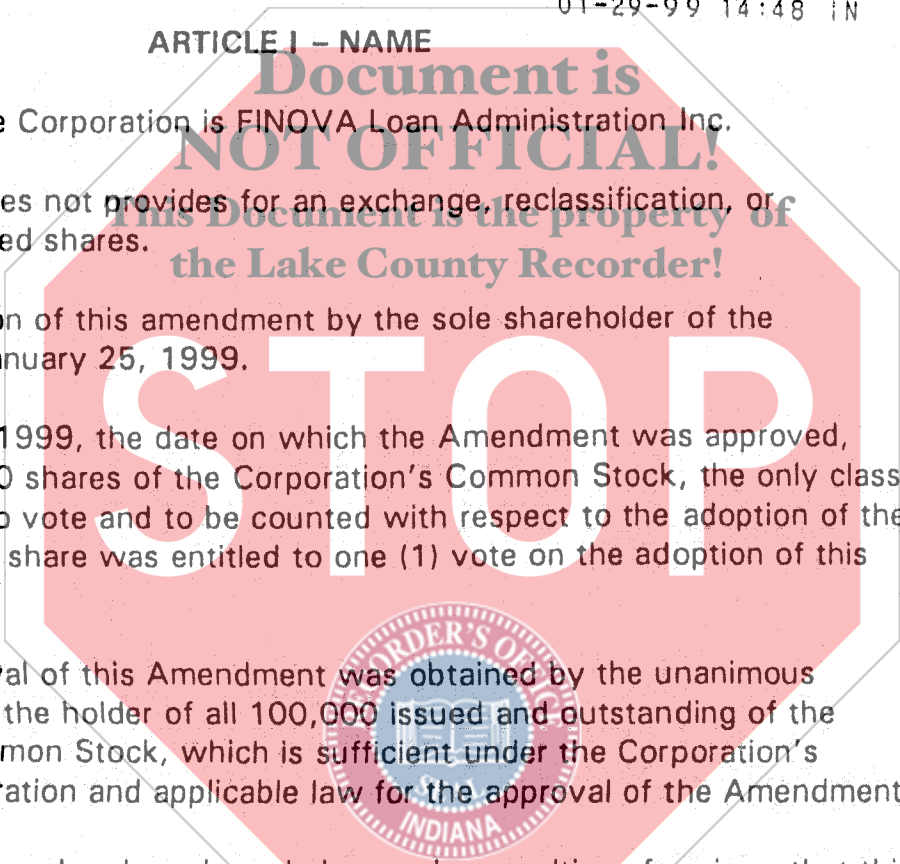 01-29-99 14:48 IN
ARTICLE I – NAME
Document is
Corporation is FINOVA Loan Administration Inc.
NOT OFFICIAL!
es not provides for an exchange, reclassification, or
This Document is the property of
ed shares.
the Lake County Recorder!
n of this amendment by the sole shareholder of the
nuary 25, 1999.
STOP
1999, the date on which the Amendment was approved,
0 shares of the Corporation's Common Stock, the only class
o vote and to be counted with respect to the adoption of the
share was entitled to one (1) vote on the adoption of this
RECORDER'S OFFICE
val of this Amendment was obtained by the unanimous
the holder of all 100,000 issued and outstanding of the
mon Stock, which is sufficient under the Corporation's
SEAL
ration and applicable law for the approval of the Amendment
INDIANA